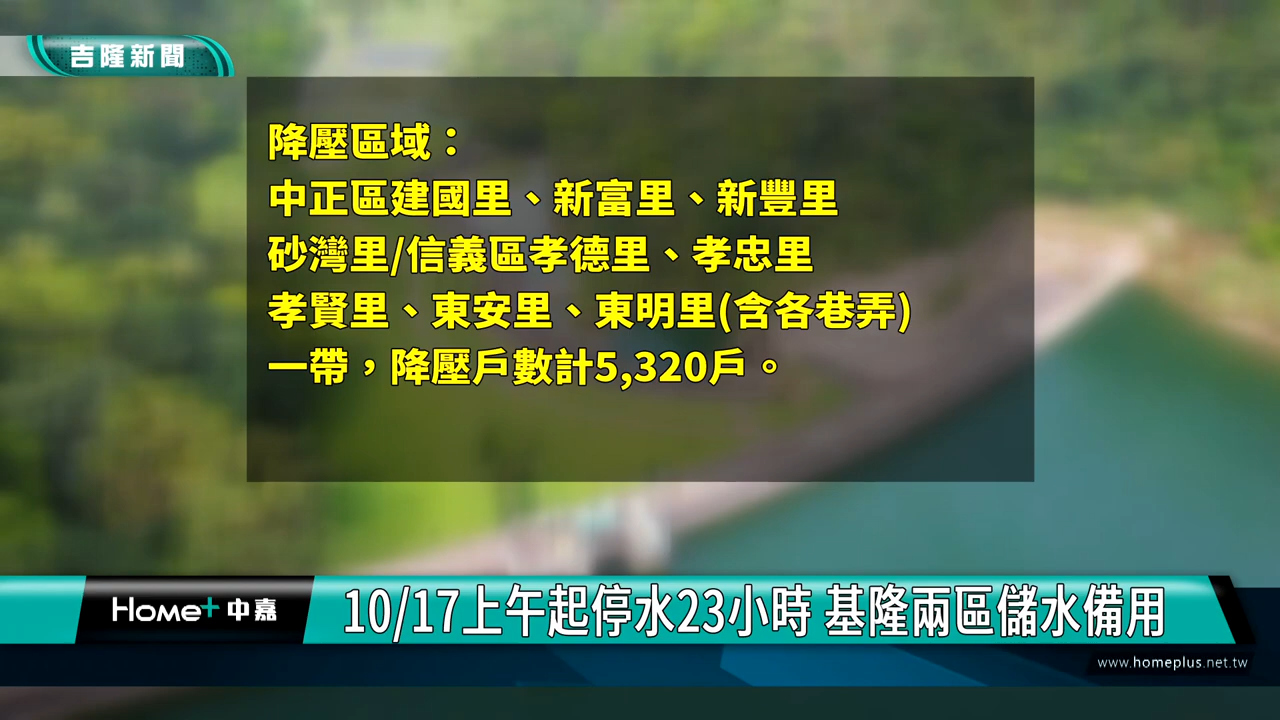 吉隆新聞
降壓區域：
中正區建國里、新富里、新豐里
砂灣里/信義區孝德里、孝忠里
孝賢里、東安里、東明里(含各巷弄)
一帶，降壓戶數計5,320戶。
Home+中嘉
10/17上午起停水23小時 基隆兩區儲水備用
www.homeplus.net.tw